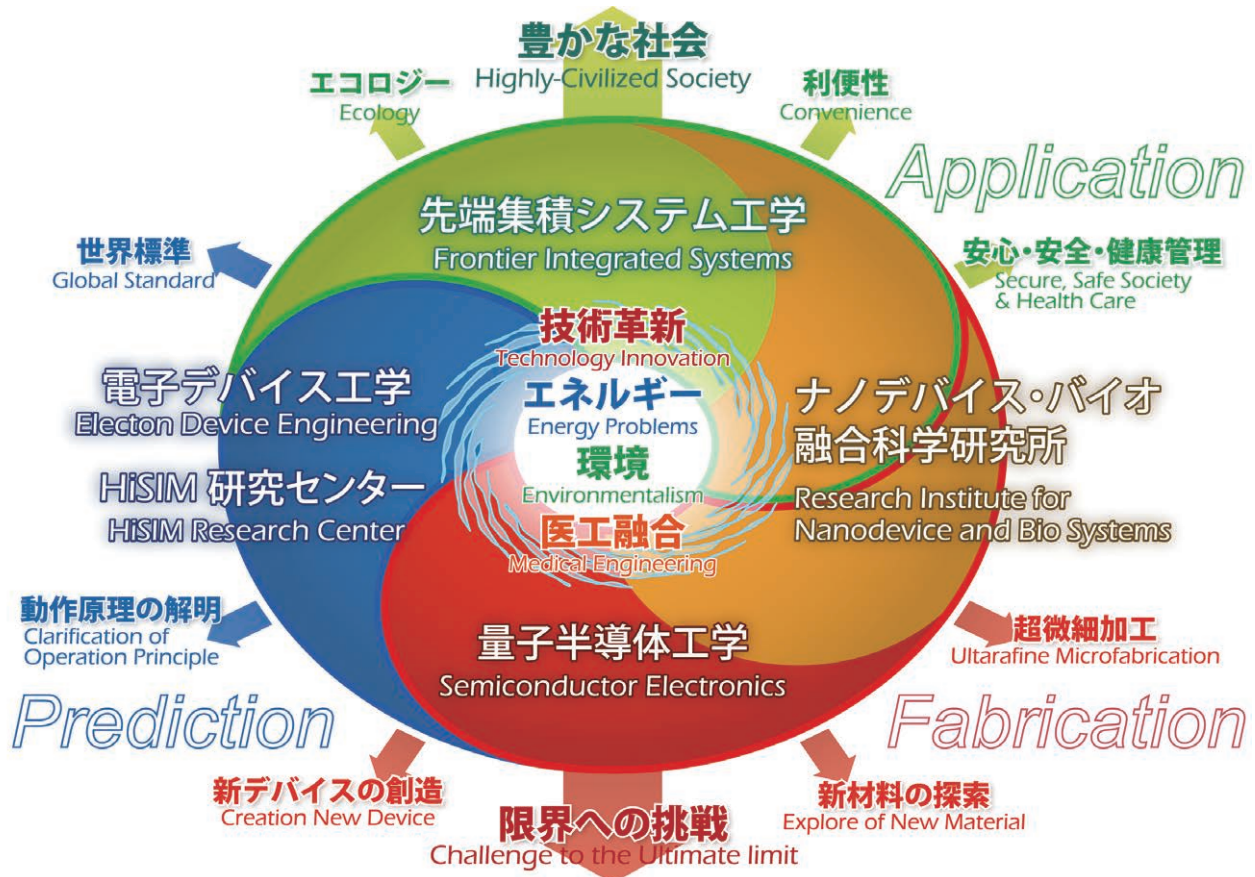 豊かな社会
Highly-Civilized Society
エコロジー
Ecology
利便性
Convenience
Application
先端集積システム工学
Frontier Integrated Systems
世界標準
Global Standard
安心・安全・健康管理
Secure, Safe Society
& Health Care
技術革新
Technology Innovation
エネルギー
Energy Problems
環境
Environmentalism
医工融合
Medical Engineering
電子デバイス工学
Electon Device Engineering
HiSIM 研究センター
HiSIM Research Center
ナノデバイス・バイオ
融合科学研究所
Research Institute for
Nanodevice and Bio Systems
動作原理の解明
Clarification of
Operation Principle
量子半導体工学
Semiconductor Electronics
超微細加工
Ultarafine Microfabrication
Prediction
Fabrication
新デバイスの創造
Creation New Device
限界への挑戦
Challenge to the Ultimate limit
新材料の探索
Explore of New Material